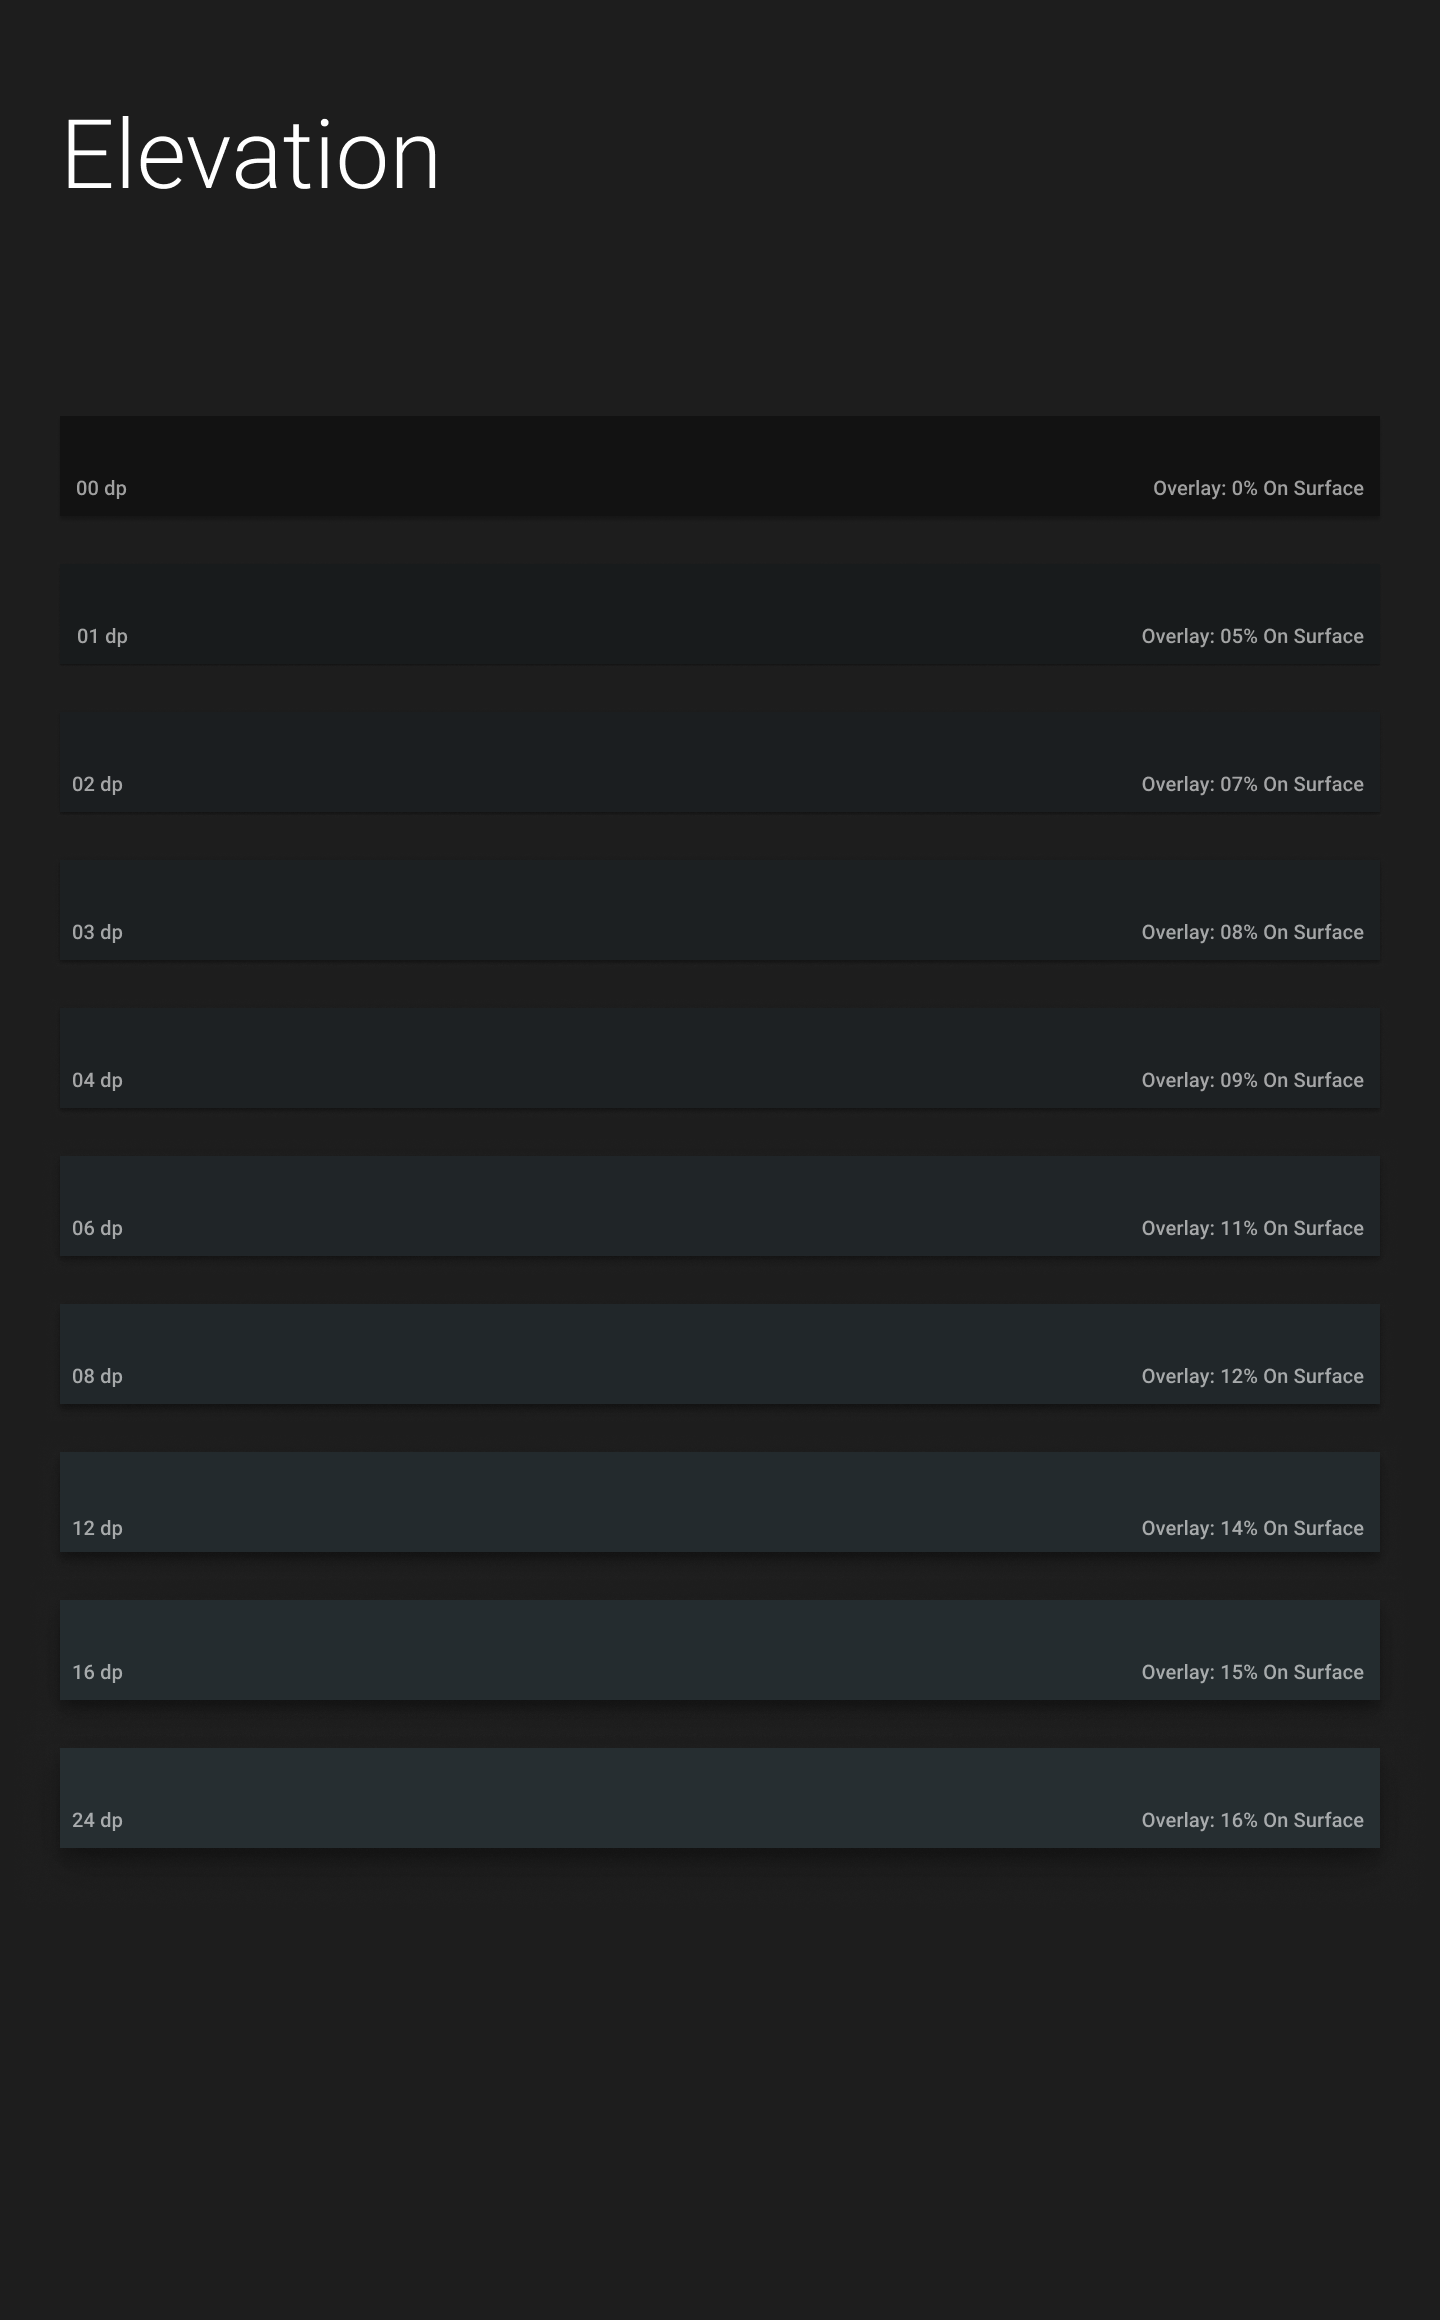 Elevation
00 dp Overlay: 0% On Surface
01 dp Overlay: 05% On Surface
02 dp Overlay: 07% On Surface
03 dp Overlay: 08% On Surface
04 dp Overlay: 09% On Surface
06 dp Overlay: 11% On Surface
08 dp Overlay: 12% On Surface
12 dp Overlay: 14% On Surface
16 dp Overlay: 15% On Surface
24 dp Overlay: 16% On Surface